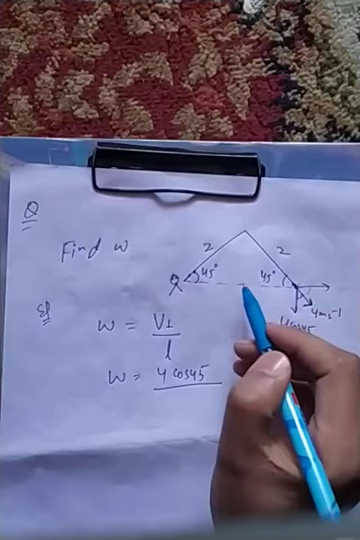 Q
Find w
2
2
45°
45°
4ms⁻¹
4cos45
Sol
w = V⊥
l
w = 4 cos45